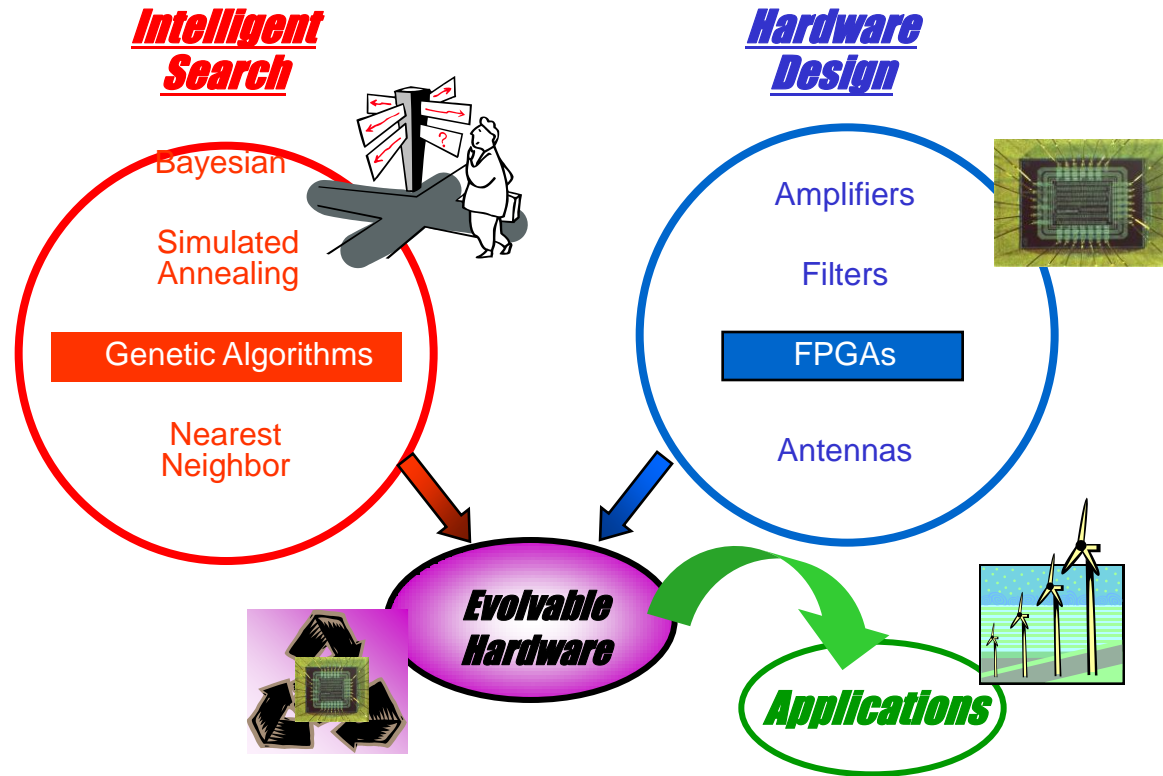 Intelligent
Search
Bayesian
Simulated
Annealing
Genetic Algorithms
Nearest
Neighbor
?
Hardware
Design
Amplifiers
Filters
FPGAs
Antennas
Evolvable
Hardware
Applications